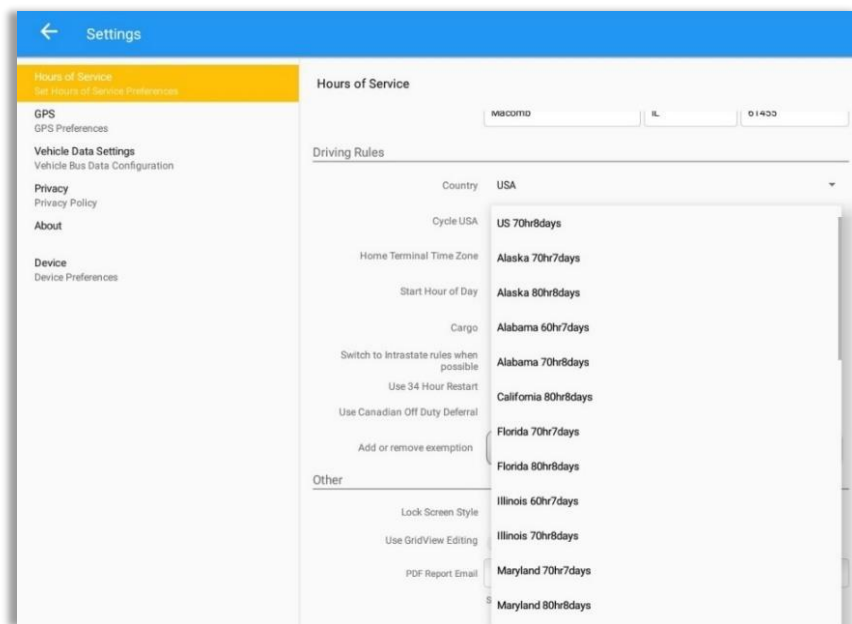 Settings
Hours of Service
Set Hours of Service Preferences
GPS
GPS Preferences
Vehicle Data Settings
Vehicle Bus Data Configuration
Privacy
Privacy Policy
About
Device
Device Preferences
Hours of Service
Macomb IL 61455
Driving Rules
Country USA
Cycle USA
Home Terminal Time Zone
Start Hour of Day
Cargo
Switch to Intrastate rules when
possible
Use 34 Hour Restart
Use Canadian Off Duty Deferral
Add or remove exemption
Other
Lock Screen Style
Use GridView Editing
PDF Report Email
US 70hr8days
Alaska 70hr7days
Alaska 80hr8days
Alabama 60hr7days
Alabama 70hr8days
California 80hr8days
Florida 70hr7days
Florida 80hr8days
Illinois 60hr7days
Illinois 70hr8days
Maryland 70hr7days
Maryland 80hr8days